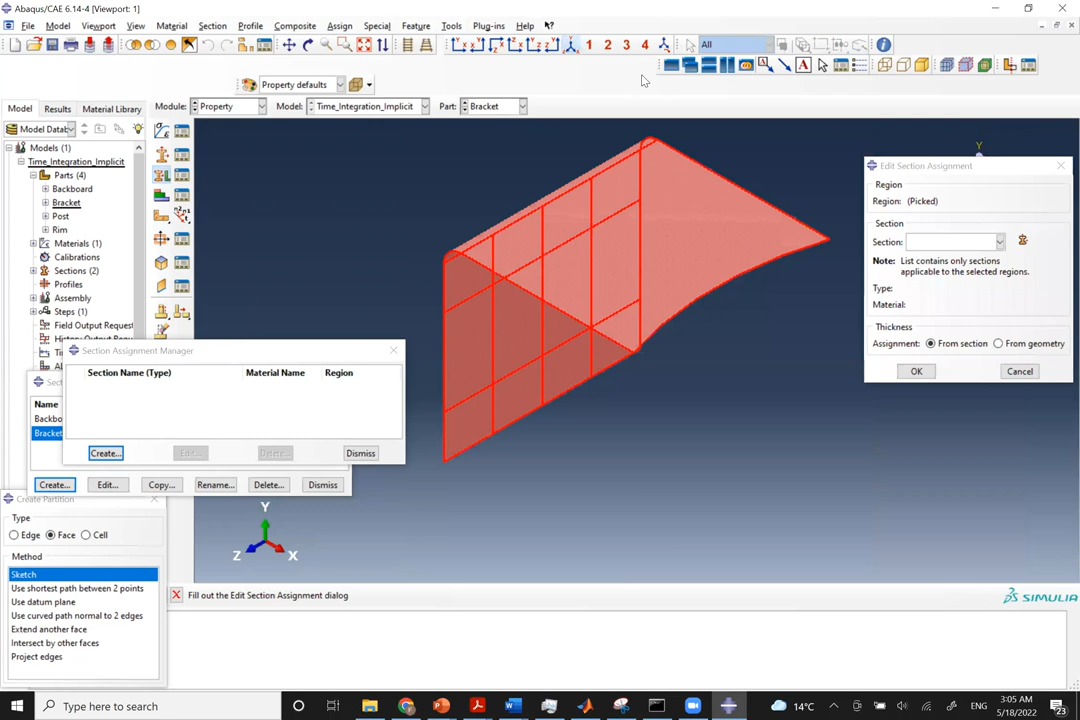 Abaqus/CAE 6.14-4 [Viewport: 1]
File Model Viewport View Material Section Profile Composite Assign Special Feature Tools Plug-ins Help
1 2 3 4 All
Property defaults
Model Results Material Library Module: Property Model: Time_Integration_Implicit Part: Bracket
Model Datab
Models (1)
Time_Integration_Implicit
Parts (4)
Backboard
Bracket
Post
Rim
Materials (1)
Calibrations
Sections (2)
Profiles
Assembly
Steps (1)
Field Output Request
Edit Section Assignment
Region
Region: (Picked)
Section
Section:
Note: List contains only sections
applicable to the selected regions.
Type:
Material:
Thickness
Assignment: From section From geometry
OK Cancel
Section Assignment Manager
Section Name (Type) Material Name Region
Create... Edit... Delete... Dismiss
Name
Bracket
Create... Edit... Copy... Rename... Delete... Dismiss
Create Partition
Type
Edge Face Cell
Method
Sketch
Use shortest path between 2 points
Use datum plane
Use curved path normal to 2 edges
Extend another face
Intersect by other faces
Project edges
Y
Z X
Y
Fill out the Edit Section Assignment dialog
SIMULIA
Type here to search
14°C
ENG
3:05 AM
5/18/2022
23